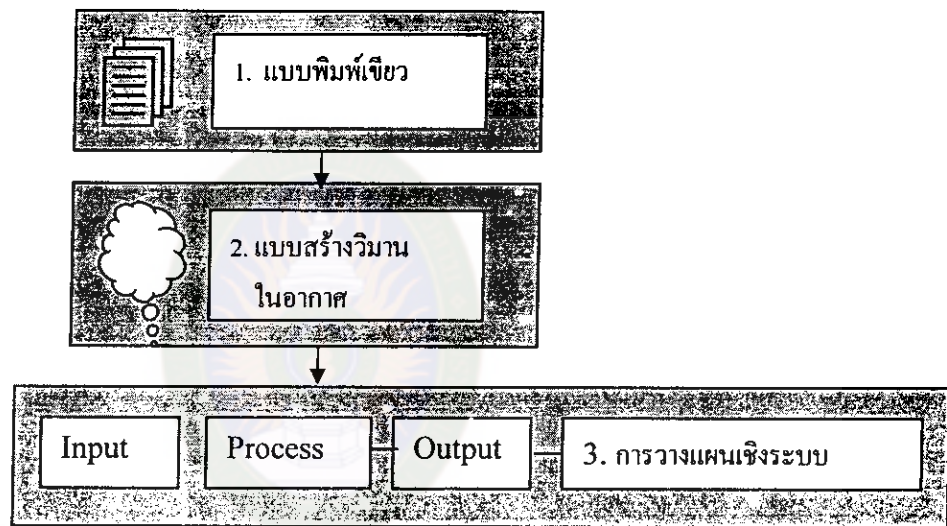 1. แบบพิมพ์เขียว
2. แบบสร้างวิมาน
ในอากาศ
Input Process Output 3. การวางแผนเชิงระบบ